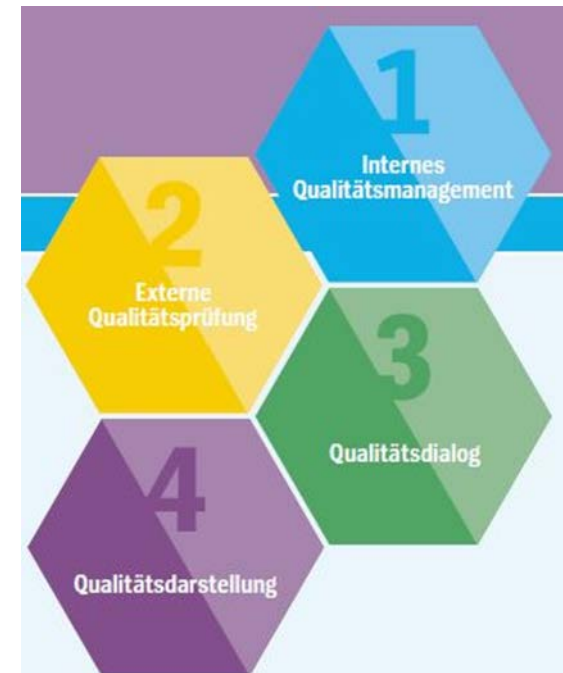 1
Internes
Qualitätsmanagement
2
Externe
Qualitätsprüfung
3
Qualitätsdialog
4
Qualitätsdarstellung